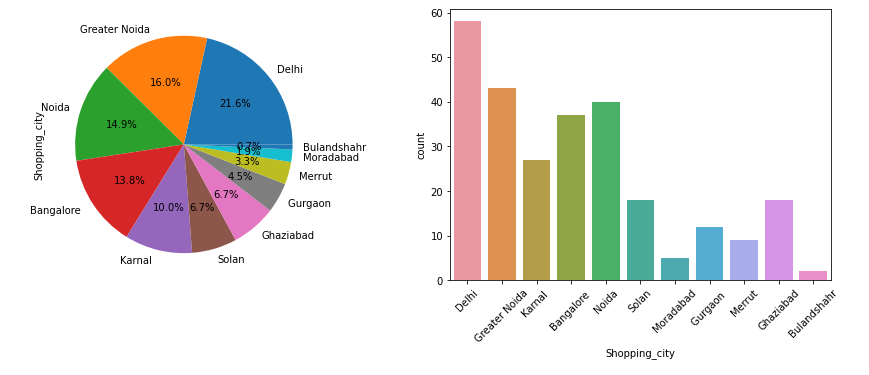 Greater Noida
Delhi
Noida
Bangalore
Karnal
Solan
Ghaziabad
Gurgaon
Merrut
Moradabad
Bulandshahr
21.6%
16.0%
14.9%
13.8%
10.0%
6.7%
6.7%
4.5%
3.3%
1.9%
0.7%
Shopping_city
60
50
40
30
20
10
0
count
Delhi
Greater Noida
Karnal
Bangalore
Noida
Solan
Moradabad
Gurgaon
Merrut
Ghaziabad
Bulandshahr
Shopping_city